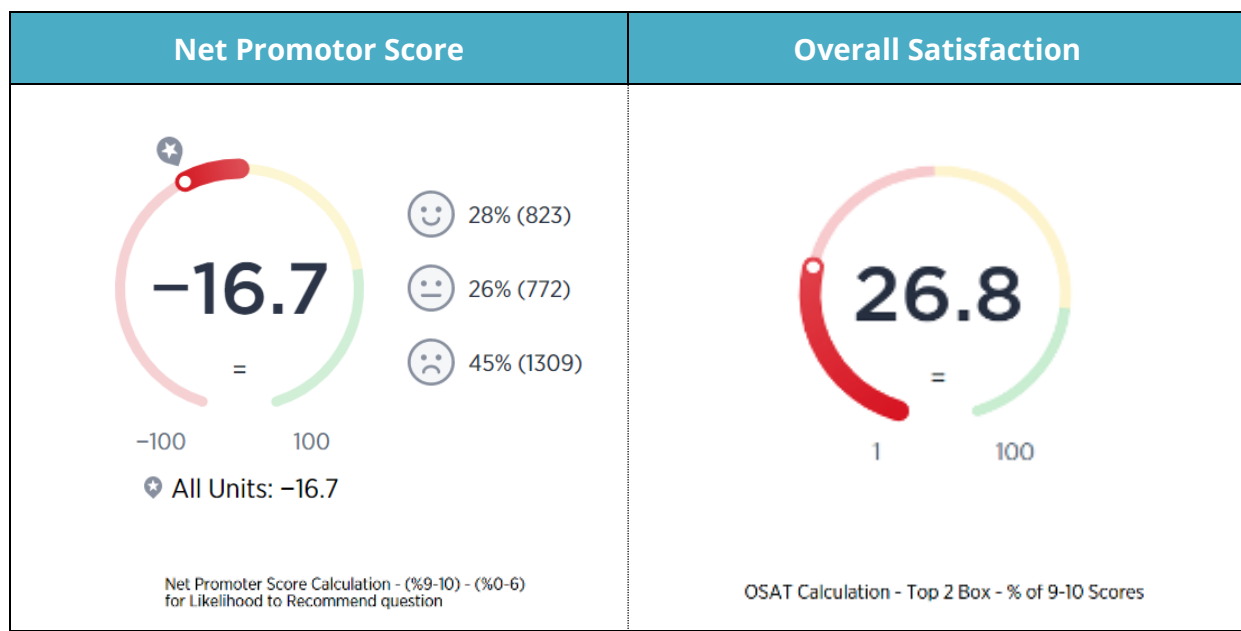 Net Promotor Score
Overall Satisfaction
28% (823)
−16.7
26% (772)
=
45% (1309)
−100
100
All Units: −16.7
Net Promoter Score Calculation - (%9-10) - (%0-6)
for Likelihood to Recommend question
26.8
=
1
100
OSAT Calculation - Top 2 Box - % of 9-10 Scores